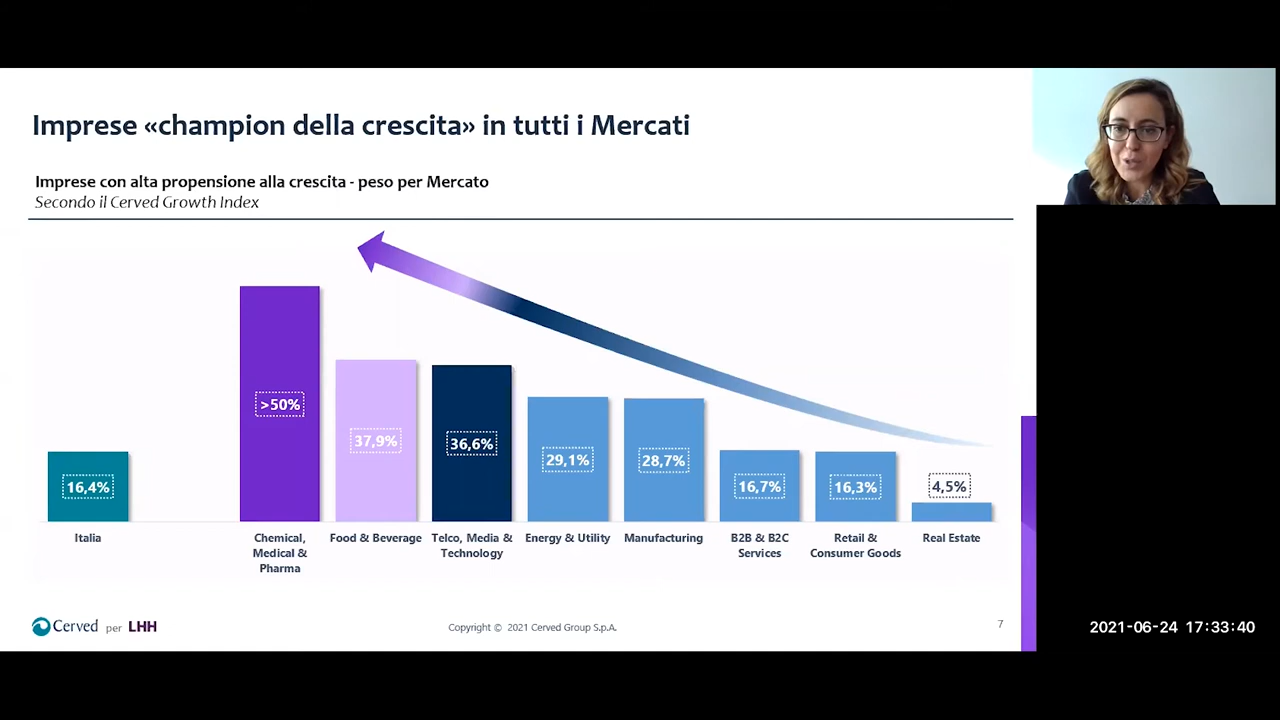 Imprese «champion della crescita» in tutti i Mercati
Imprese con alta propensione alla crescita - peso per Mercato
Secondo il Cerved Growth Index
16,4%
>50%
37,9%
36,6%
29,1%
28,7%
16,7%
16,3%
4,5%
Italia
Chemical,
Medical &
Pharma
Food & Beverage
Telco, Media &
Technology
Energy & Utility
Manufacturing
B2B & B2C
Services
Retail &
Consumer Goods
Real Estate
Cerved per LHH
Copyright © 2021 Cerved Group S.p.A.
7
2021-06-24 17:33:40